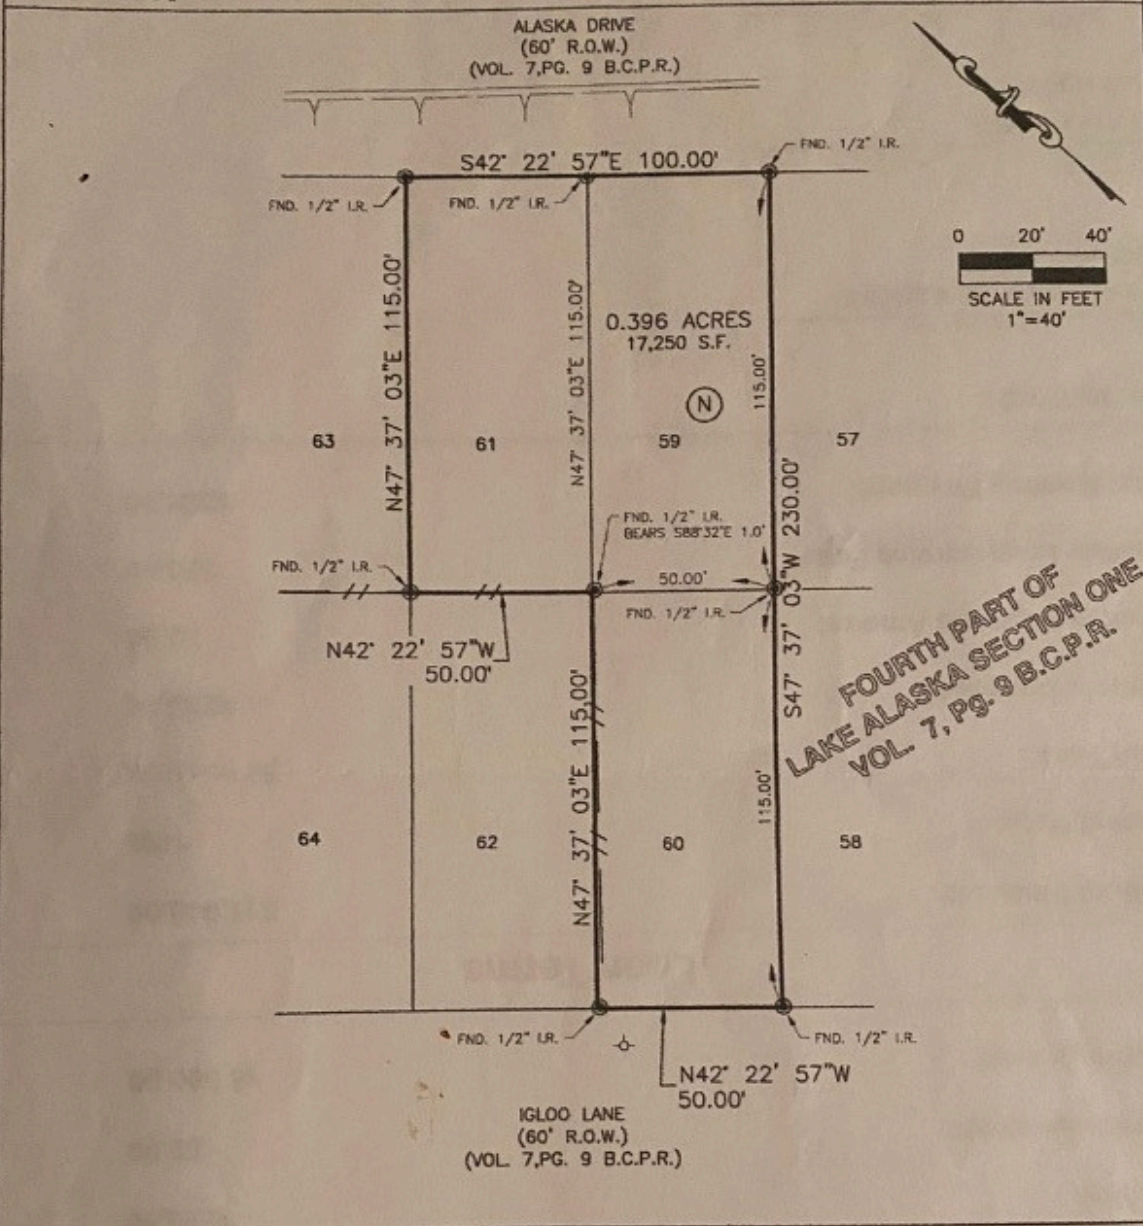 ALASKA DRIVE
(60' R.O.W.)
(VOL. 7,PG. 9 B.C.P.R.)
FND. 1/2" I.R.
S42° 22' 57"E 100.00'
FND. 1/2" I.R.
FND. 1/2" I.R.
0 20' 40'
SCALE IN FEET
1"=40'
N47° 37' 03"E 115.00'
N47° 37' 03"E 115.00'
0.396 ACRES
17,250 S.F.
115.00'
N
63
61
59
57
FND. 1/2" I.R.
BEARS S88°32'E 1.0'
S47° 37' 03"W 230.00'
FND. 1/2" I.R.
50.00'
FND. 1/2" I.R.
N42° 22' 57"W
50.00'
FOURTH PART OF
LAKE ALASKA SECTION ONE
VOL. 7, Pg. 9 B.C.P.R.
N47° 37' 03"E 115.00'
115.00'
64
62
60
58
FND. 1/2" I.R.
FND. 1/2" I.R.
N42° 22' 57"W
50.00'
IGLOO LANE
(60' R.O.W.)
(VOL. 7,PG. 9 B.C.P.R.)